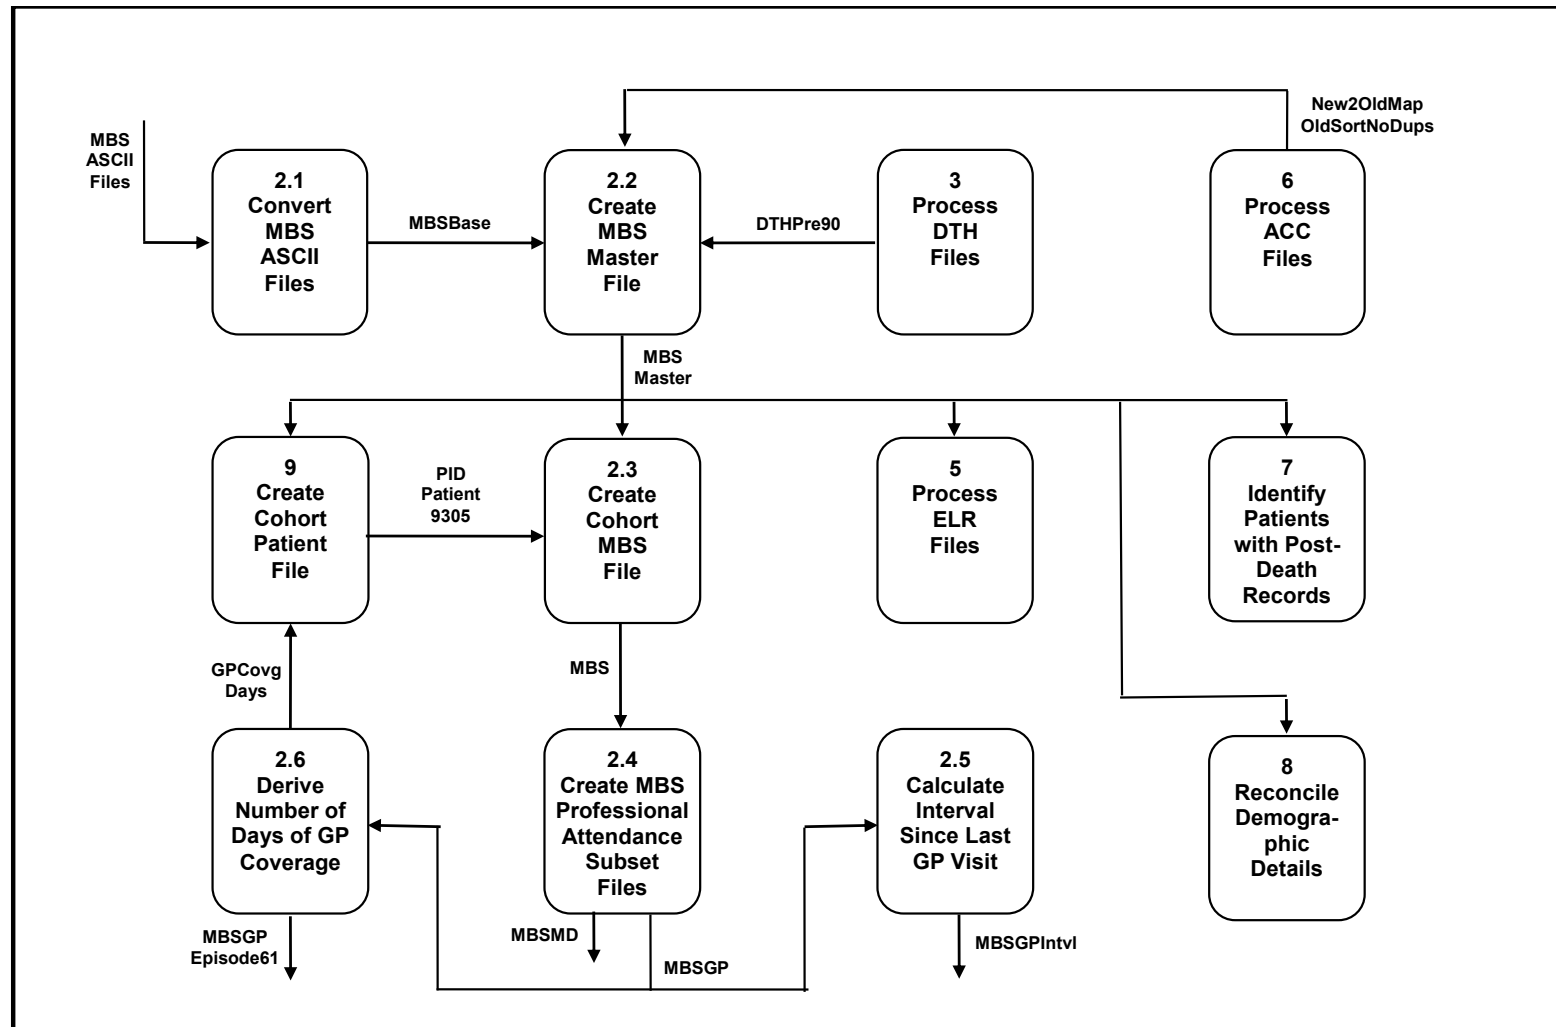 New2OldMap
OldSortNoDups
MBS
ASCII
Files
2.1
Convert
MBS
ASCII
Files
MBSBase
2.2
Create
MBS
Master
File
DTHPre90
3
Process
DTH
Files
6
Process
ACC
Files
MBS
Master
9
Create
Cohort
Patient
File
PID
Patient
9305
2.3
Create
Cohort
MBS
File
5
Process
ELR
Files
7
Identify
Patients
with Post-
Death
Records
GPCovg
Days
MBS
2.6
Derive
Number of
Days of GP
Coverage
2.4
Create MBS
Professional
Attendance
Subset
Files
2.5
Calculate
Interval
Since Last
GP Visit
8
Reconcile
Demogra-
phic
Details
MBSGP
Episode61
MBSMD
MBSGP
MBSGPIntvl